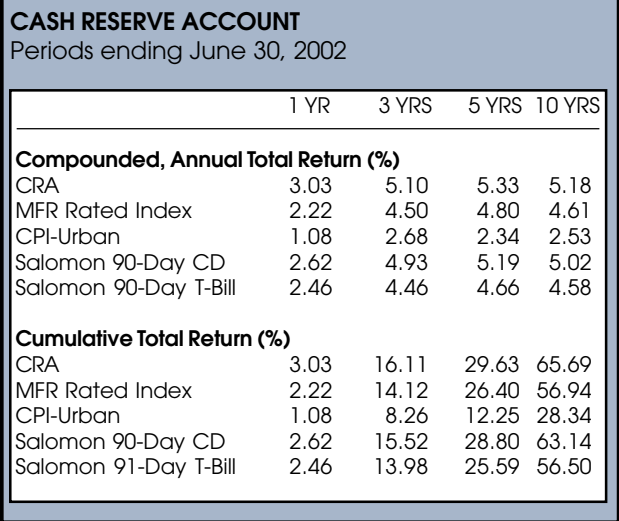 CASH RESERVE ACCOUNT
Periods ending June 30, 2002
1 YR 3 YRS 5 YRS 10 YRS
Compounded, Annual Total Return (%)
CRA 3.03 5.10 5.33 5.18
MFR Rated Index 2.22 4.50 4.80 4.61
CPI-Urban 1.08 2.68 2.34 2.53
Salomon 90-Day CD 2.62 4.93 5.19 5.02
Salomon 90-Day T-Bill 2.46 4.46 4.66 4.58
Cumulative Total Return (%)
CRA 3.03 16.11 29.63 65.69
MFR Rated Index 2.22 14.12 26.40 56.94
CPI-Urban 1.08 8.26 12.25 28.34
Salomon 90-Day CD 2.62 15.52 28.80 63.14
Salomon 91-Day T-Bill 2.46 13.98 25.59 56.50